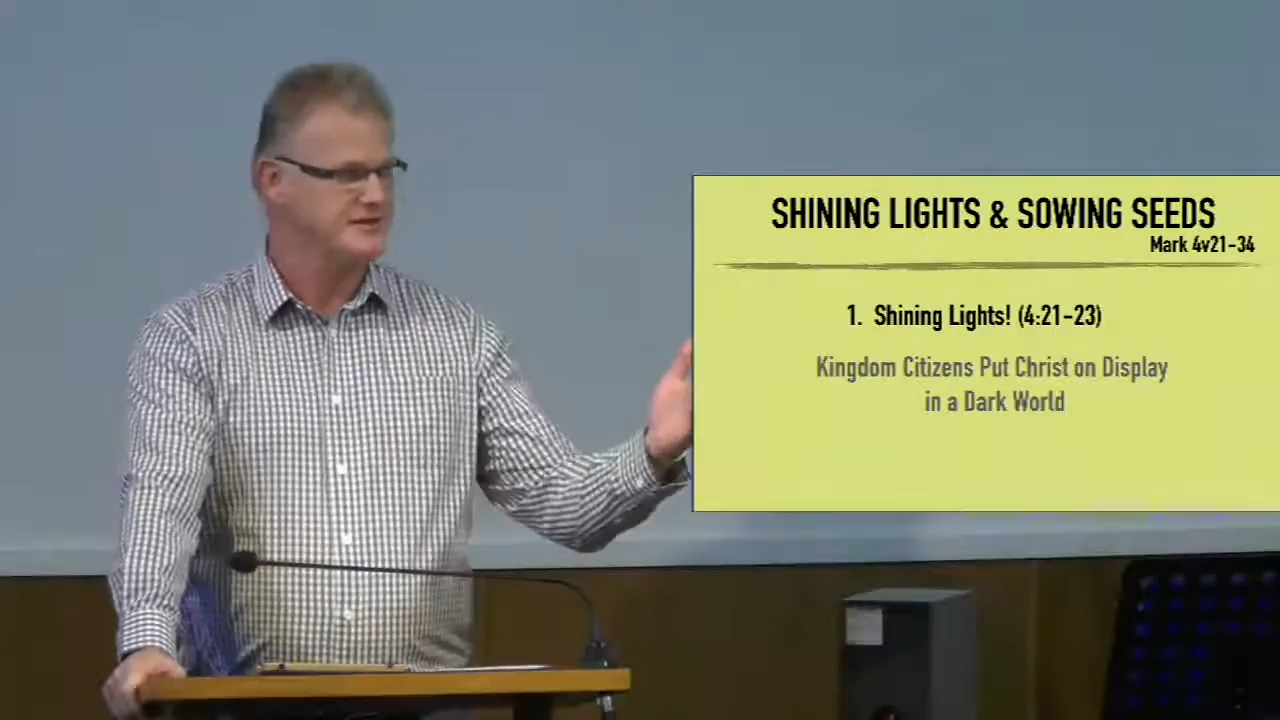 SHINING LIGHTS & SOWING SEEDS
Mark 4v21-34
1. Shining Lights! (4:21-23)
Kingdom Citizens Put Christ on Display
in a Dark World